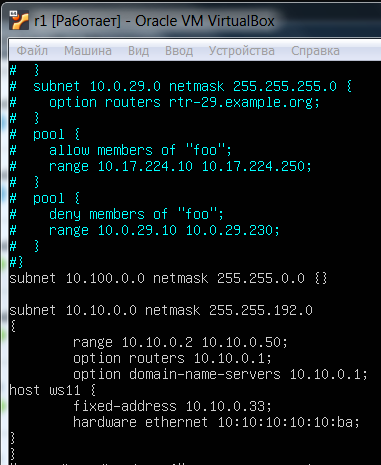 r1 [Работает] - Oracle VM VirtualBox
Файл Машина Вид Ввод Устройства Справка
#  }
#  subnet 10.0.29.0 netmask 255.255.255.0 {
#    option routers rtr-29.example.org;
#  }
#  pool {
#    allow members of "foo";
#    range 10.17.224.10 10.17.224.250;
#  }
#  pool {
#    deny members of "foo";
#    range 10.0.29.10 10.0.29.230;
#  }
#}
subnet 10.100.0.0 netmask 255.255.0.0 {}
subnet 10.10.0.0 netmask 255.255.192.0
{
        range 10.10.0.2 10.10.0.50;
        option routers 10.10.0.1;
        option domain-name-servers 10.10.0.1;
host ws11 {
        fixed-address 10.10.0.33;
        hardware ethernet 10:10:10:10:10:ba;
}
}